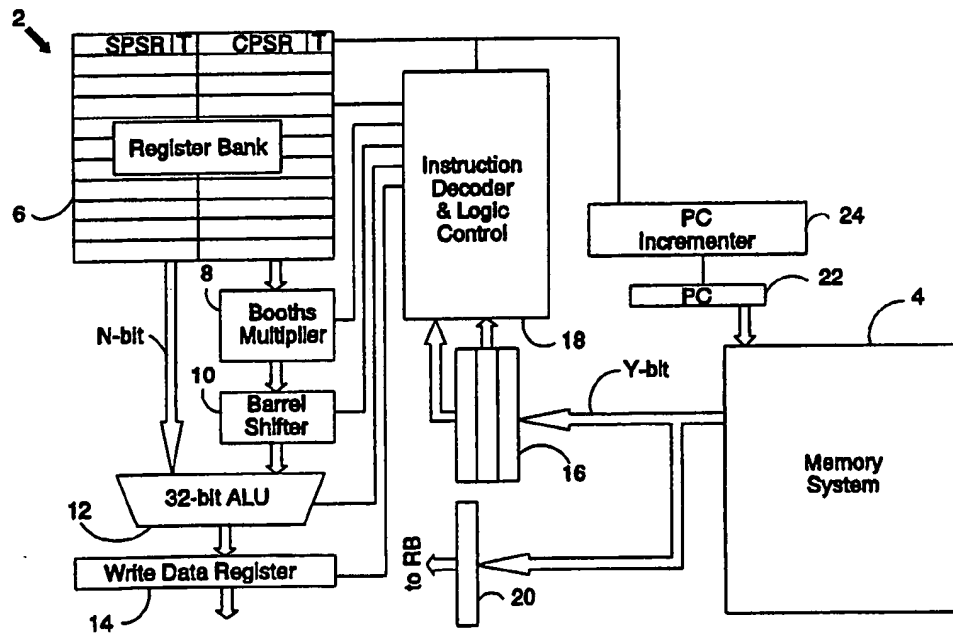 2
SPSR T CPSR T
Register Bank
6
Instruction
Decoder
& Logic
Control
PC
Incrementer
24
8
Booths
Multiplier
PC
22
4
18
N-bit
Y-bit
10
Barrel
Shifter
16
Memory
System
32-bit ALU
12
to RB
Write Data Register
20
14